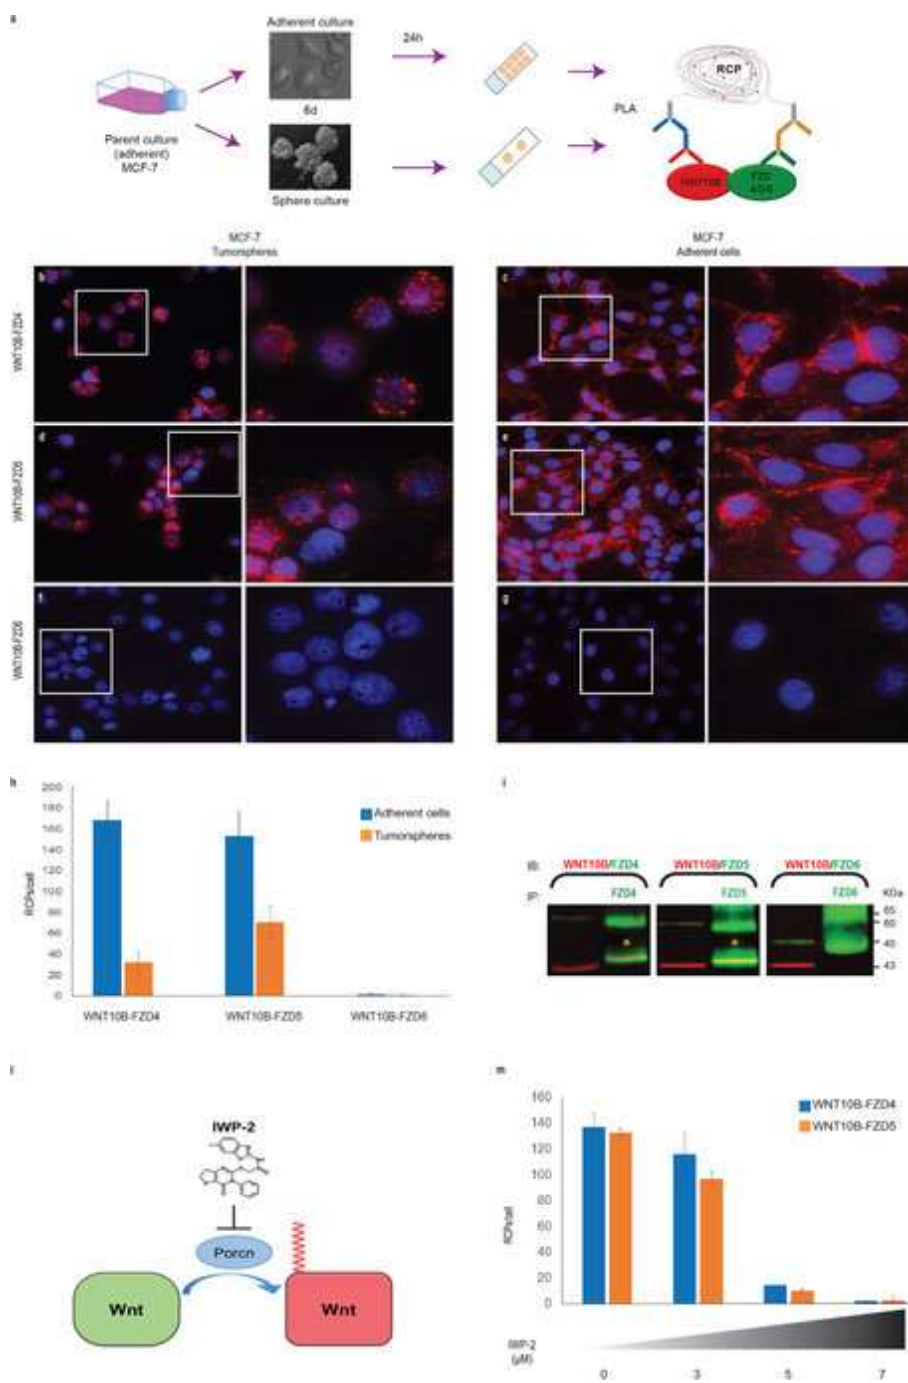 a
Adherent culture
24h
6d
Parent culture
(adherent)
MCF-7
Sphere culture
PLA
RCP
WNT10B
FZD
4/5/6
MCF-7
Tumorspheres
MCF-7
Adherent cells
b
c
WNT10B-FZD4
d
e
WNT10B-FZD5
f
g
WNT10B-FZD6
h
200
180
160
140
120
100
80
60
40
20
0
RCPs/cell
Adherent cells
Tumorspheres
WNT10B-FZD4
WNT10B-FZD5
WNT10B-FZD6
i
IB:
WNT10B/FZD4
WNT10B/FZD5
WNT10B/FZD6
IP:
FZD4
FZD5
FZD6
KDa
43
IWP-2
Porcn
Wnt
Wnt
m
160
140
120
100
80
60
40
20
0
RCPs/cell
WNT10B-FZD4
WNT10B-FZD5
IWP-2
(µM)
0
3
5
7